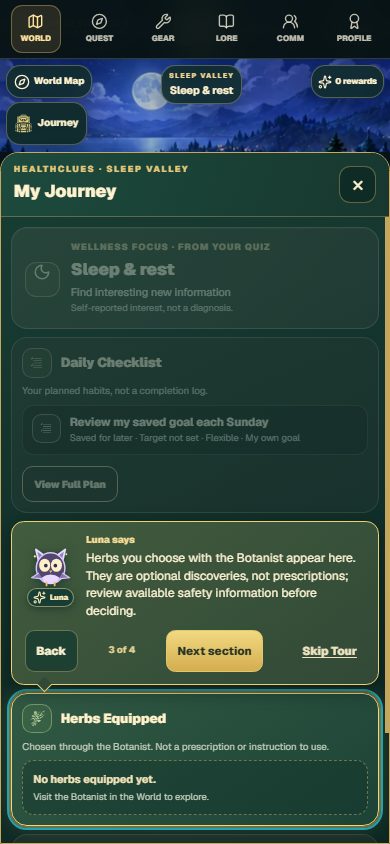 WORLD
QUEST
GEAR
LORE
COMM
PROFILE
World Map
SLEEP VALLEY
Sleep & rest
0 rewards
Journey
HEALTHCLUES · SLEEP VALLEY
My Journey
WELLNESS FOCUS · FROM YOUR QUIZ
Sleep & rest
Find interesting new information
Self-reported interest, not a diagnosis.
Daily Checklist
Your planned habits, not a completion log.
Review my saved goal each Sunday
Saved for later · Target not set · Flexible · My own goal
View Full Plan
Luna says
Herbs you choose with the Botanist appear here.
They are optional discoveries, not prescriptions;
review available safety information before
deciding.
Luna
Back
3 of 4
Next section
Skip Tour
Herbs Equipped
Chosen through the Botanist. Not a prescription or instruction to use.
No herbs equipped yet.
Visit the Botanist in the World to explore.